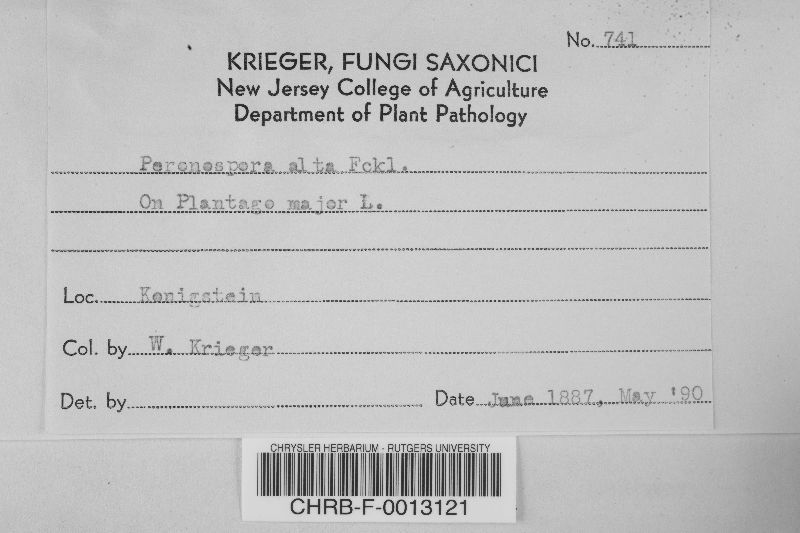 No. 741
KRIEGER, FUNGI SAXONICI
New Jersey College of Agriculture
Department of Plant Pathology
Peronospora alta Fckl.
On Plantago major L.
Loc. Konigstein
Col. by W. Krieger
Det. by
Date June 1887, May '90
CHRYSLER HERBARIUM - RUTGERS UNIVERSITY
CHRB-F-0013121